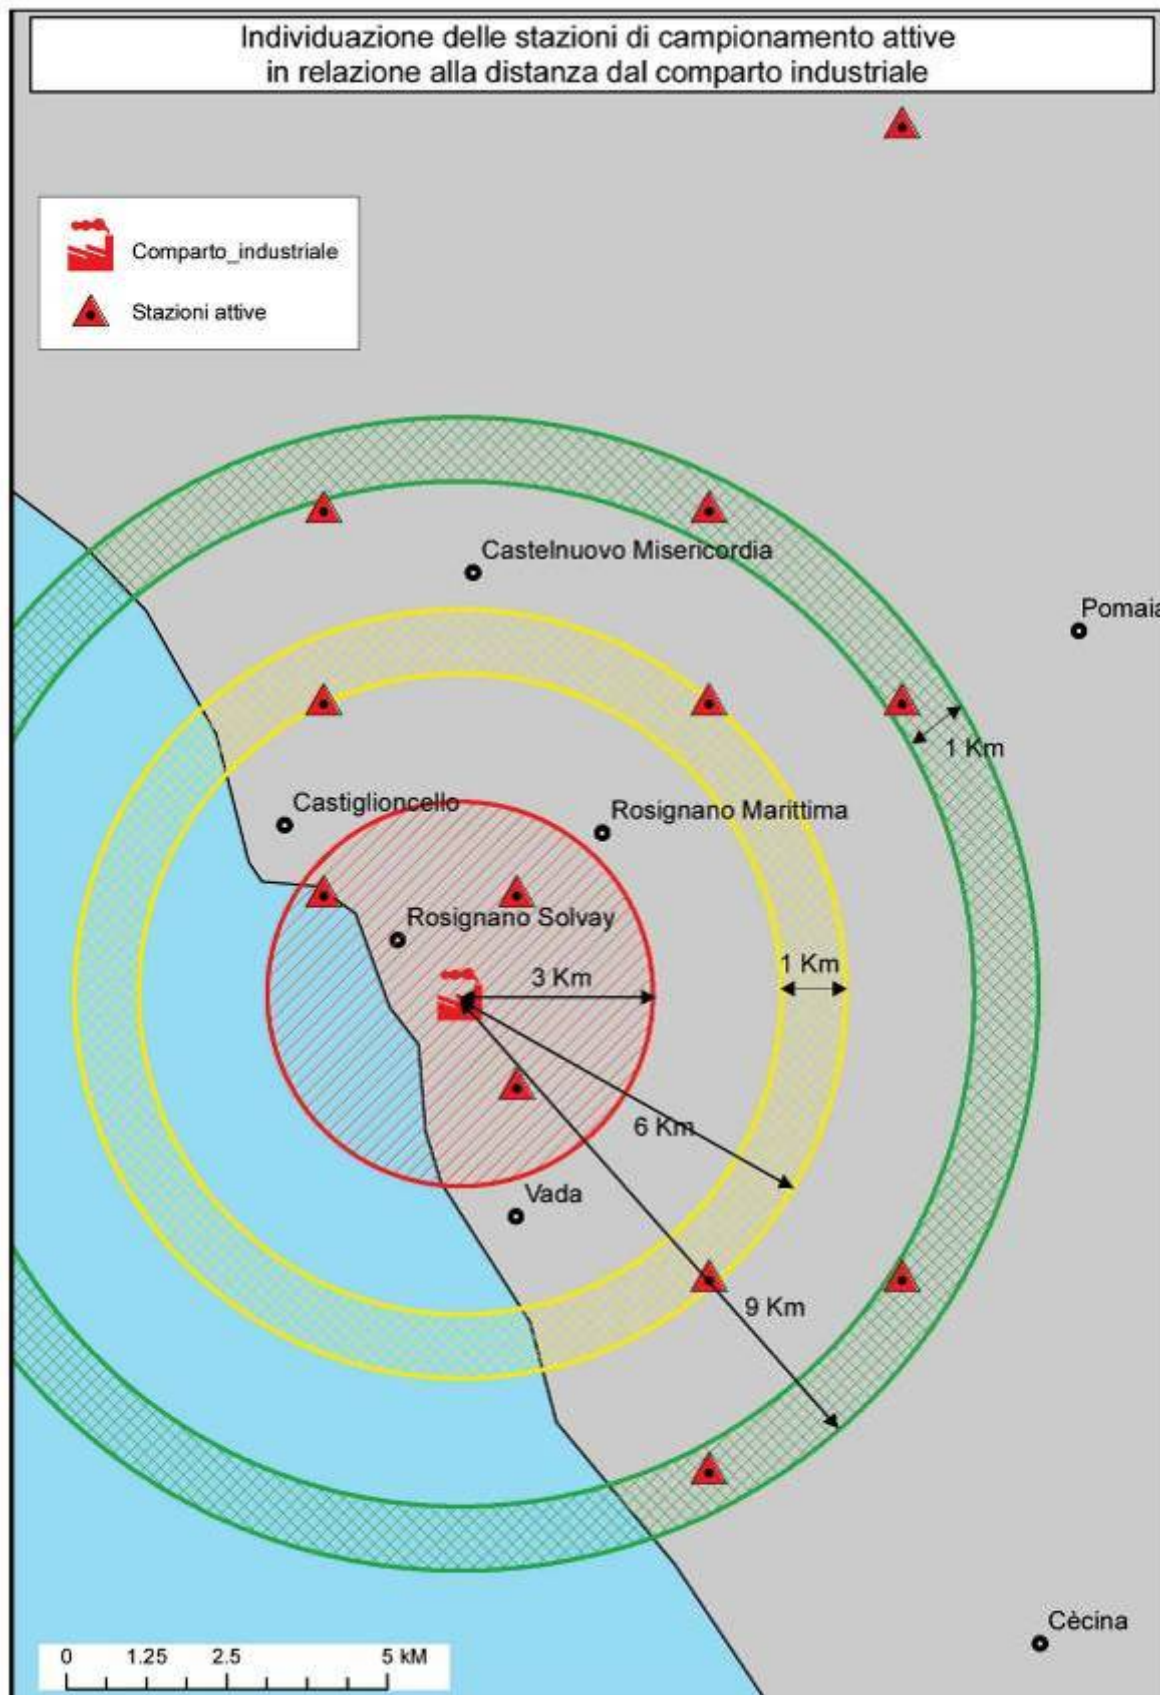 Individuazione delle stazioni di campionamento attive
in relazione alla distanza dal comparto industriale
Comparto_industriale
Stazioni attive
Castelnuovo Misericordia
Pomaia
1 Km
Castiglioncello
Rosignano Marittima
Rosignano Solvay
3 Km
1 Km
6 Km
Vada
9 Km
Cècina
0 1.25 2.5 5 kM